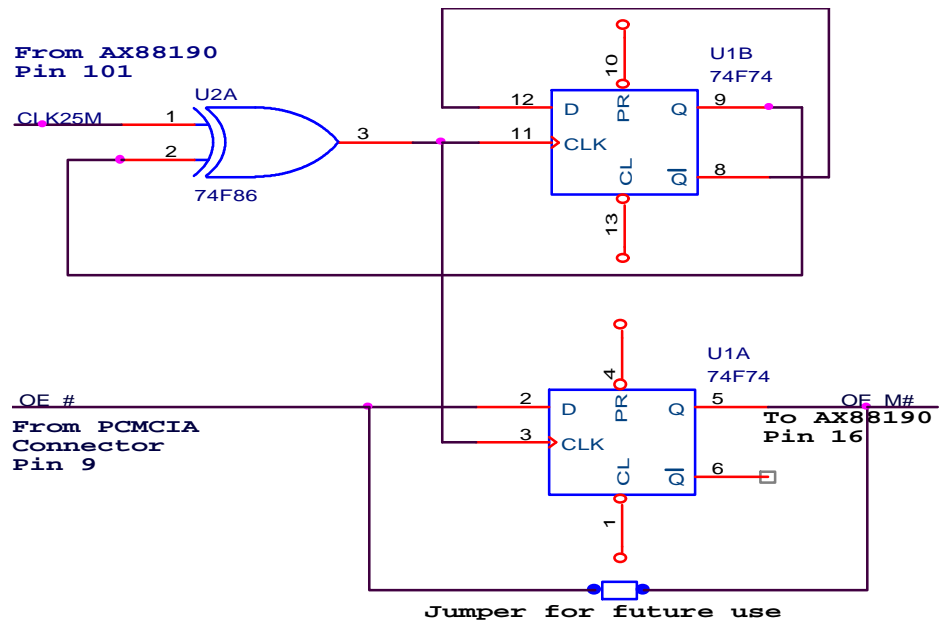 From AX88190
Pin 101
CLK25M
U2A
1
2
3
74F86
U1B
74F74
10
12
D
PR
Q
9
11
CLK
CL
Q
8
13
U1A
74F74
4
OE_#
2
D
PR
Q
5
OE_M#
From PCMCIA
Connector
Pin 9
3
CLK
To AX88190
Pin 16
CL
Q
6
1
Jumper for future use